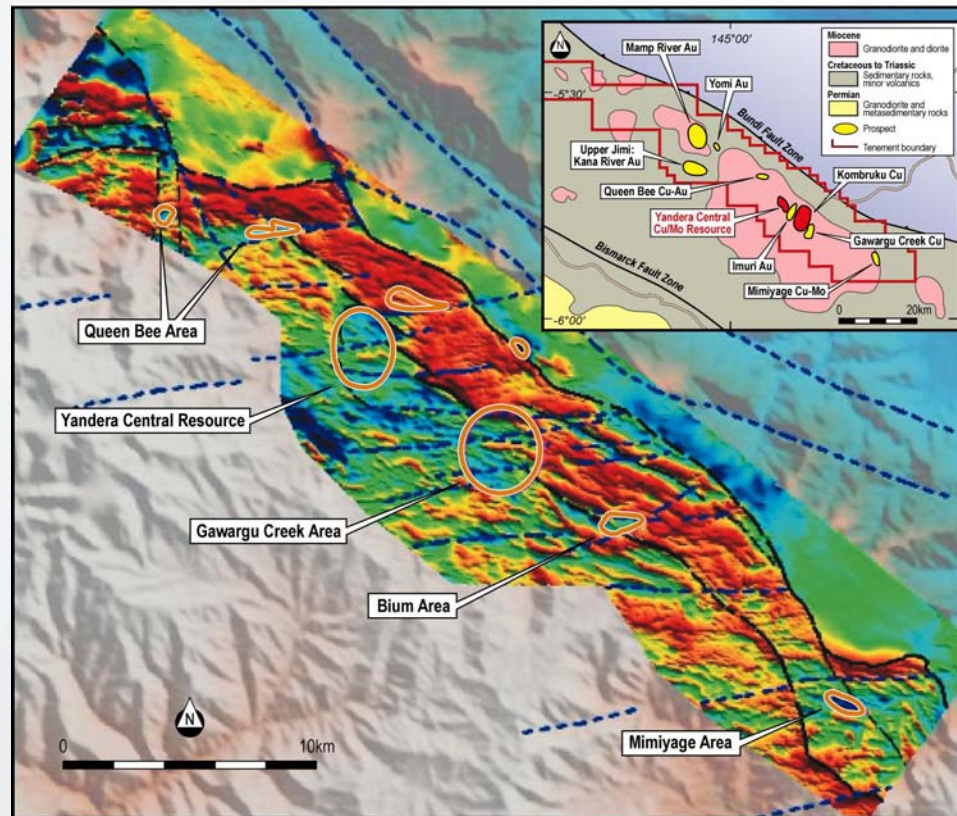 N
145°00'
-5°30'
-6°00'
Mamp River Au
Yomi Au
Bundi Fault Zone
Upper Jimi:
Kana River Au
Queen Bee Cu-Au
Kombruku Cu
Yandera Central
Cu/Mo Resource
Gawargu Creek Cu
Imuri Au
Mimiyage Cu-Mo
Bismarck Fault Zone
0 20km
Miocene
Granodiorite and diorite
Cretaceous to Triassic
Sedimentary rocks,
minor volcanics
Permian
Granodiorite and
metasedimentary rocks
Prospect
Tenement boundary
Queen Bee Area
Yandera Central Resource
Gawargu Creek Area
Bium Area
Mimiyage Area
N
0 10km